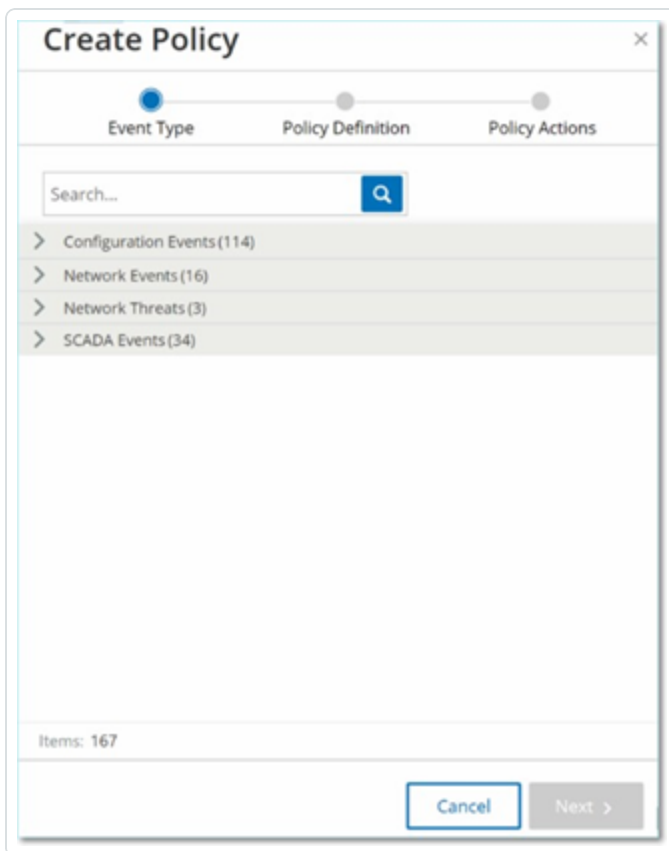 Create Policy
Event Type Policy Definition Policy Actions
Search...
Configuration Events (114)
Network Events (16)
Network Threats (3)
SCADA Events (34)
Items: 167
Cancel Next